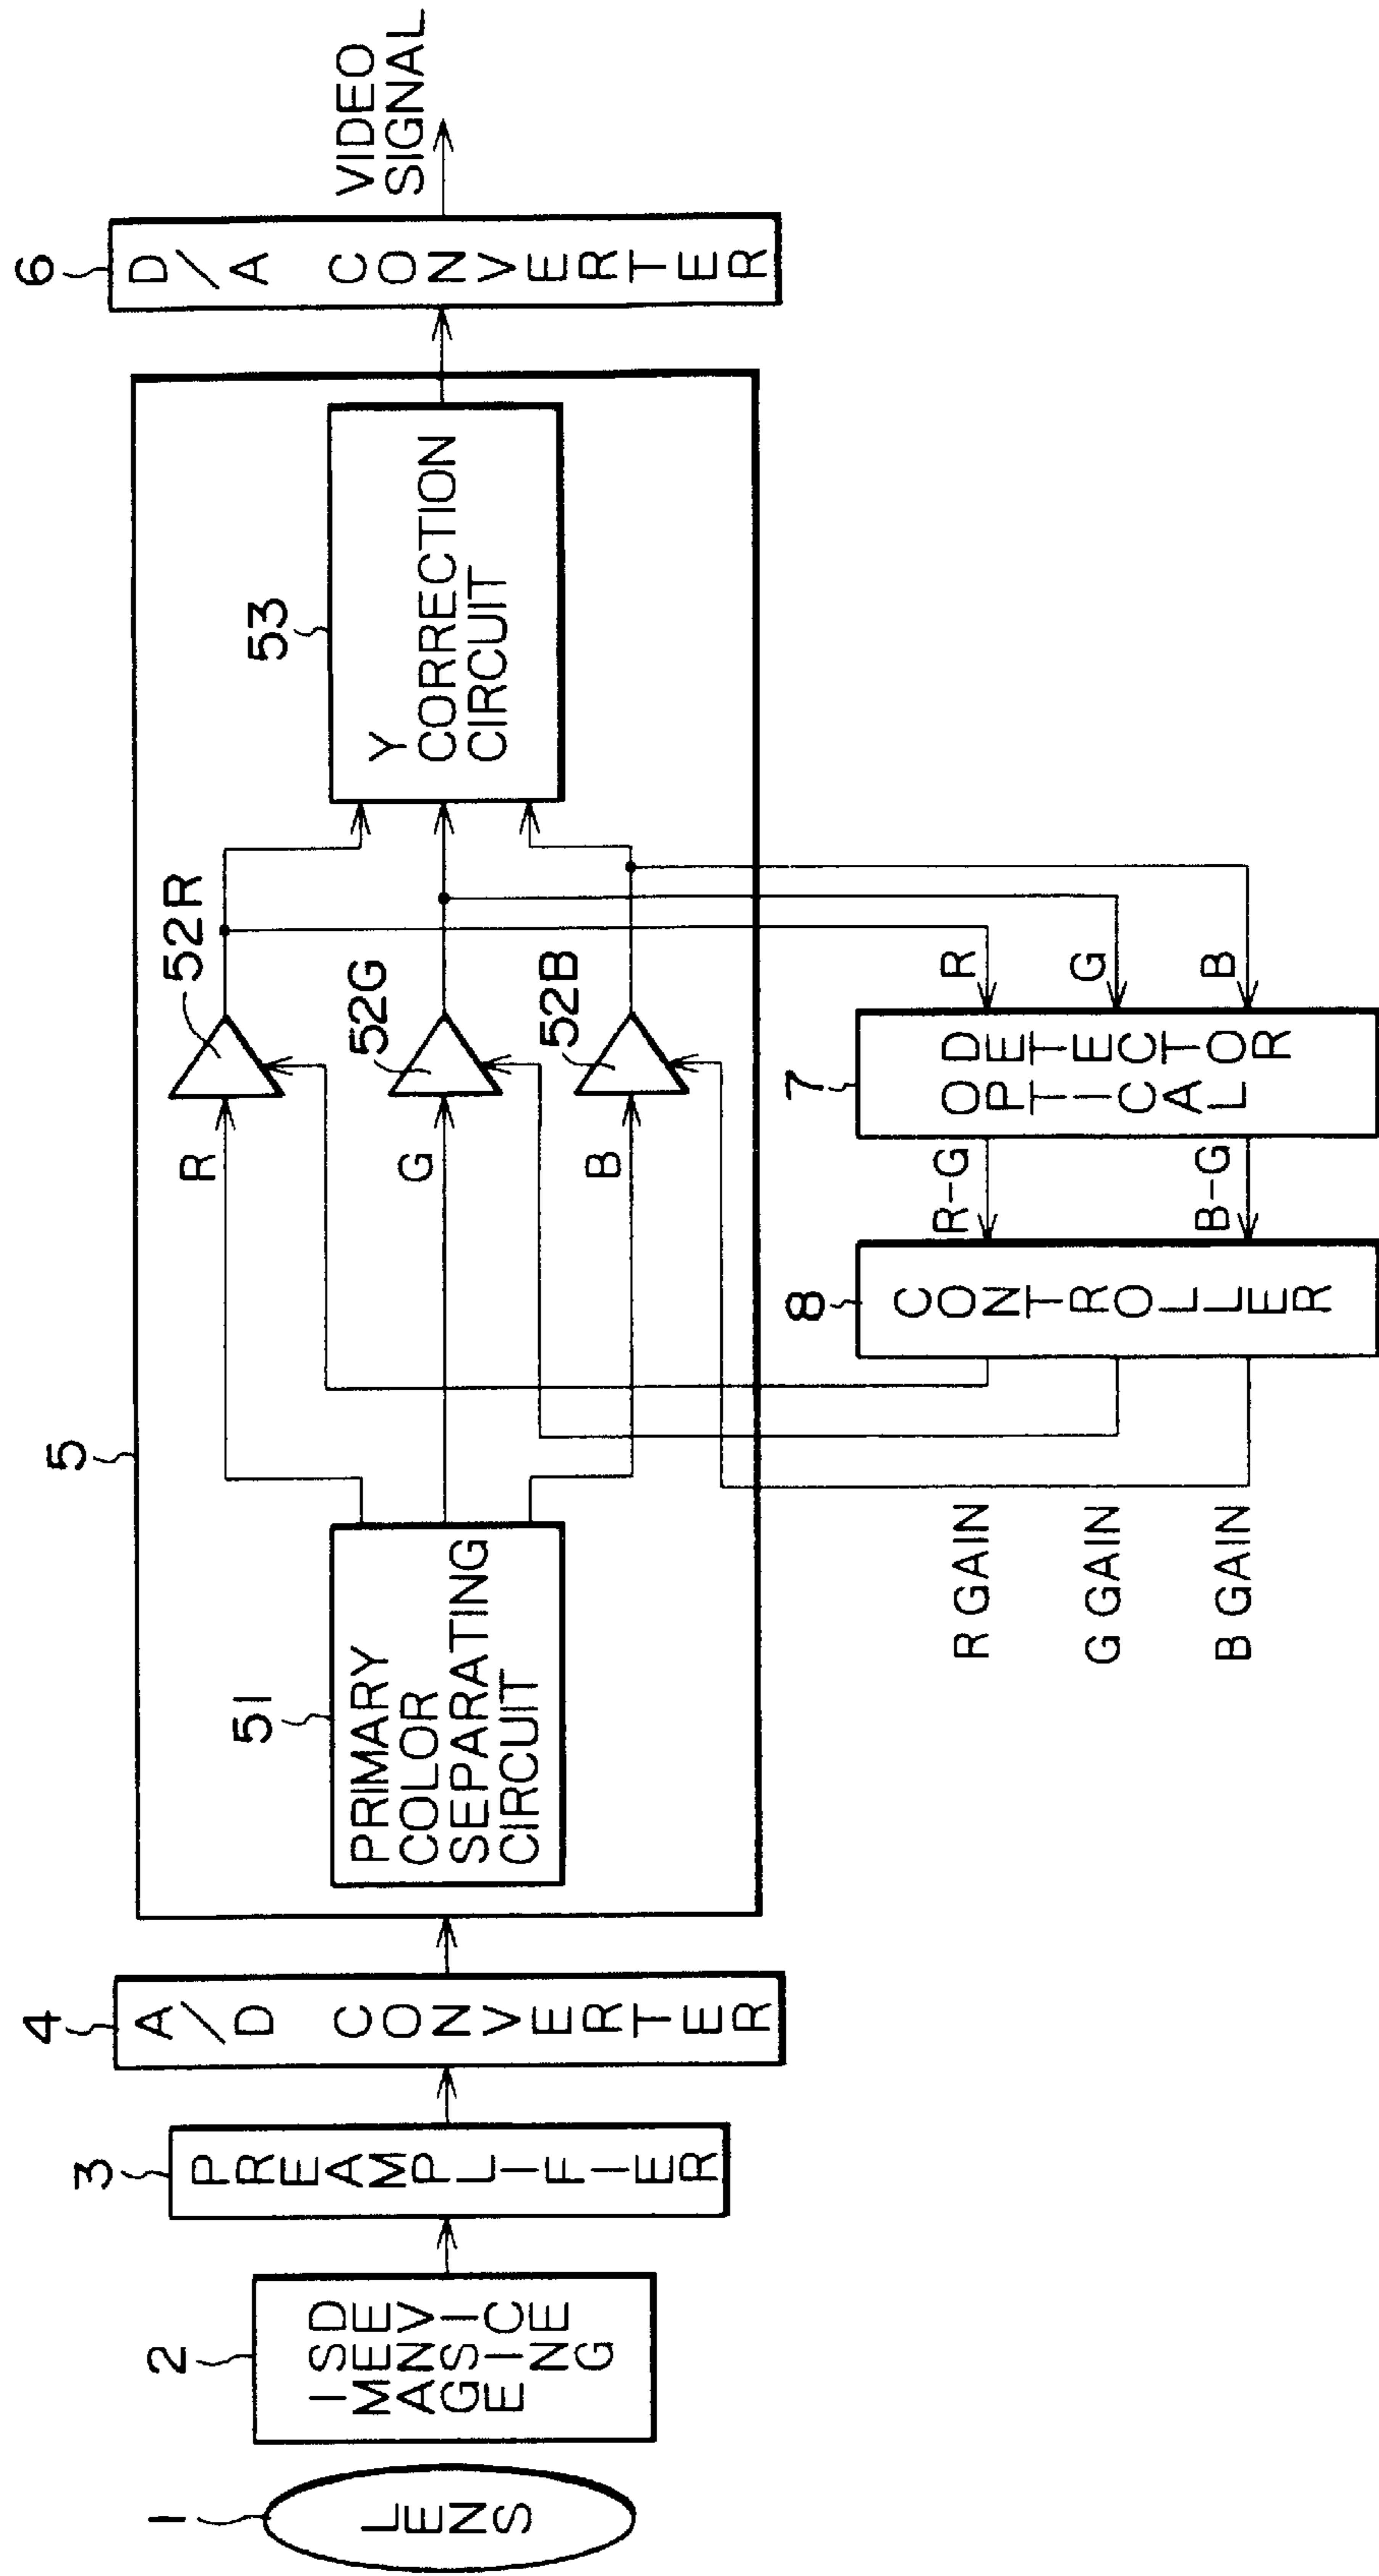 1
LENS
2
IMAGE
SENSING
DEVICE
3
PREAMPLIFIER
4
A/D CONVERTER
5
51
PRIMARY
COLOR
SEPARATING
CIRCUIT
R
G
B
52R
52G
52B
53
Y
CORRECTION
CIRCUIT
6
D/A CONVERTER
VIDEO
SIGNAL
R GAIN
G GAIN
B GAIN
8
CONTROLLER
R-G
B-G
7
OPTICAL
DETECTOR
R
G
B